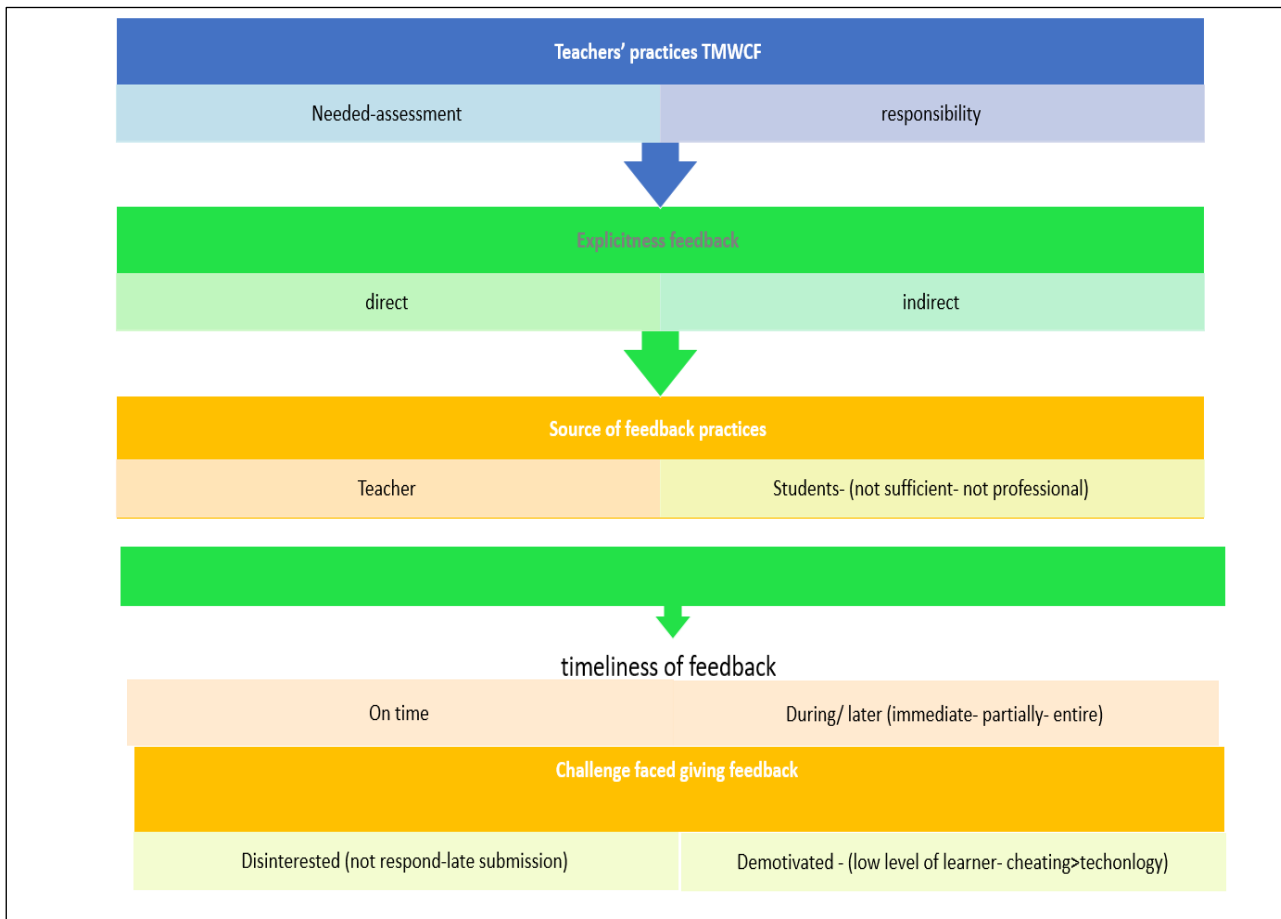 Teachers' practices TMWCF
Needed-assessment
responsibility
Explicitness feedback
direct
indirect
Source of feedback practices
Teacher
Students- (not sufficient- not professional)
timeliness of feedback
On time
During/ later (immediate- partially- entire)
Challenge faced giving feedback
Disinterested (not respond-late submission)
Demotivated - (low level of learner- cheating>techonlogy)